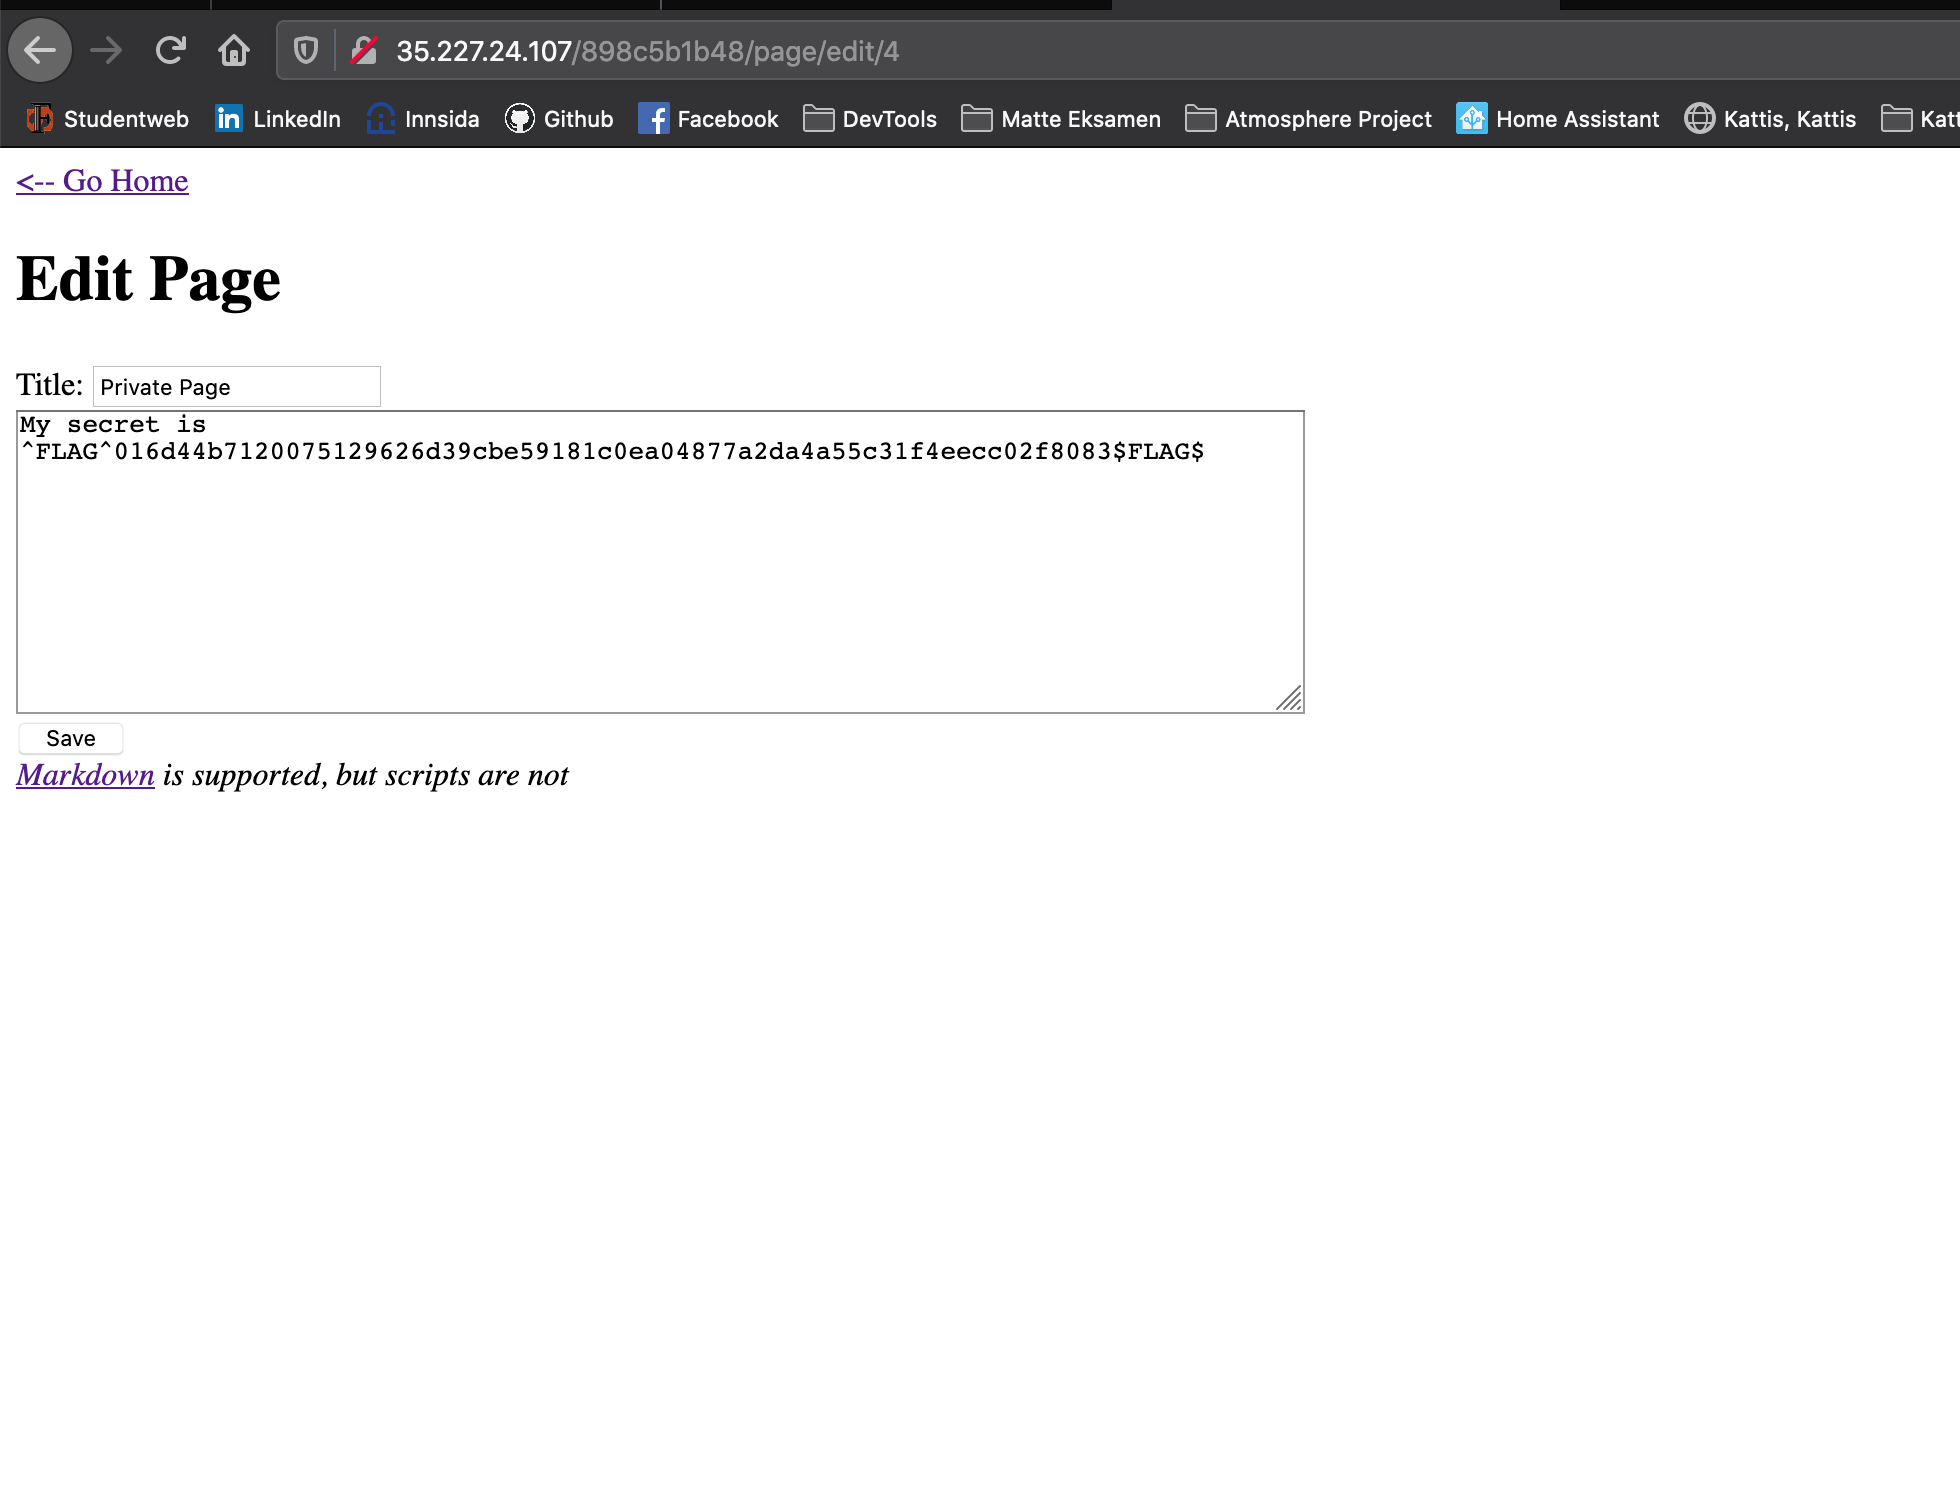 35.227.24.107/898c5b1b48/page/edit/4
Studentweb LinkedIn Innsida Github Facebook DevTools Matte Eksamen Atmosphere Project Home Assistant Kattis, Kattis Katt
<-- Go Home
Edit Page
Title: Private Page
My secret is
^FLAG^016d44b7120075129626d39cbe59181c0ea04877a2da4a55c31f4eecc02f8083$FLAG$
Save
Markdown is supported, but scripts are not